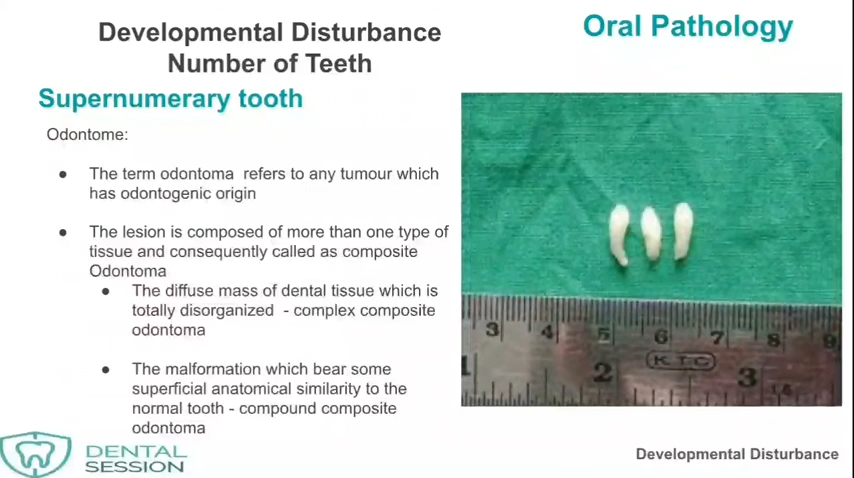 Developmental Disturbance
Number of Teeth
Oral Pathology
Supernumerary tooth
Odontome:
● The term odontoma refers to any tumour which
has odontogenic origin
● The lesion is composed of more than one type of
tissue and consequently called as composite
Odontoma
● The diffuse mass of dental tissue which is
totally disorganized - complex composite
odontoma
● The malformation which bear some
superficial anatomical similarity to the
normal tooth - compound composite
odontoma
3 4 5 6 7 8 9
KTC
1 2 3
DENTAL
SESSION
Developmental Disturbance